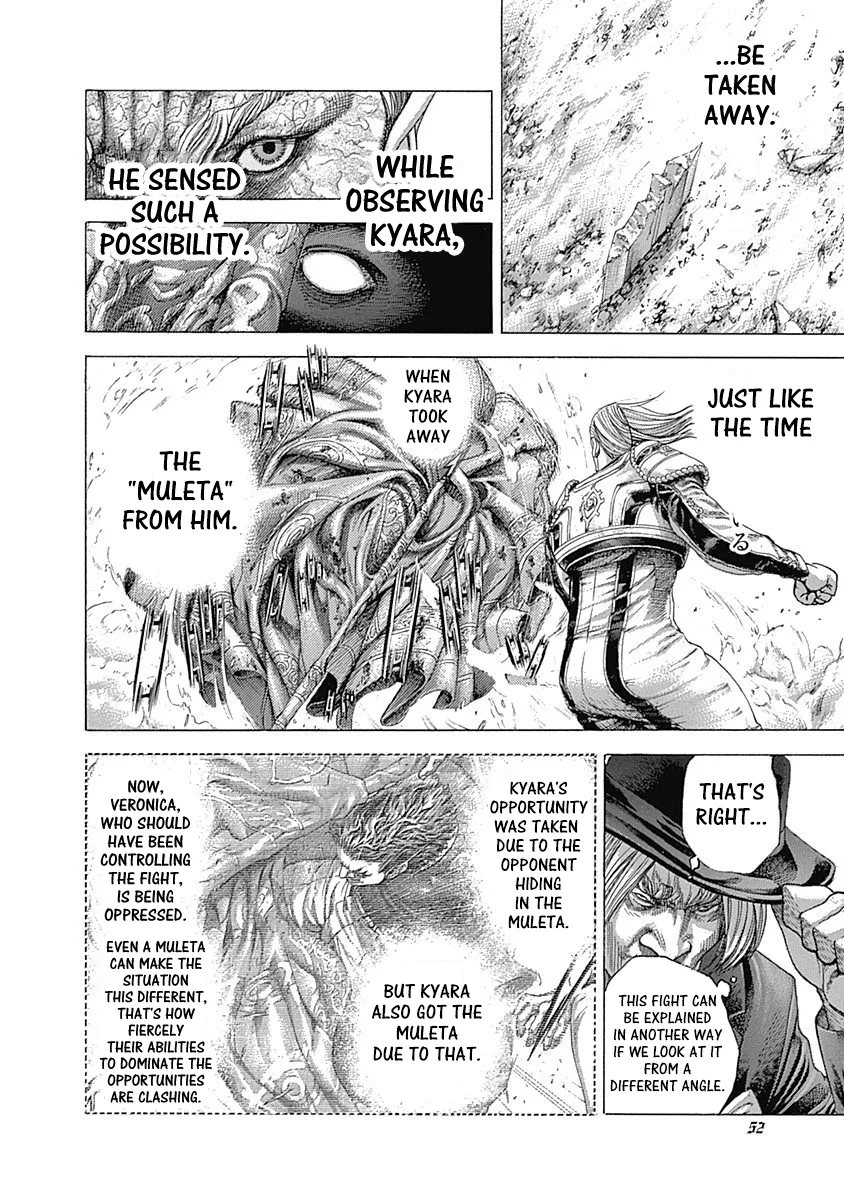 ...BE
TAKEN
AWAY.
WHILE
OBSERVING
KYARA,
HE SENSED
SUCH A
POSSIBILITY.
JUST LIKE
THE TIME
WHEN
KYARA
TOOK
AWAY
THE
"MULETA"
FROM HIM.
る
THAT'S
RIGHT...
THIS FIGHT CAN
BE EXPLAINED
IN ANOTHER WAY
IF WE LOOK AT IT
FROM A
DIFFERENT ANGLE.
KYARA'S
OPPORTUNITY
WAS TAKEN
DUE TO THE
OPPONENT
HIDING
IN THE
MULETA.
BUT KYARA
ALSO GOT THE
MULETA
DUE TO THAT.
NOW,
VERONICA,
WHO SHOULD
HAVE BEEN
CONTROLLING
THE FIGHT,
IS BEING
OPPRESSED.
EVEN A MULETA
CAN MAKE THE
SITUATION
THIS DIFFERENT,
THAT'S HOW
FIERCELY
THEIR ABILITIES
TO DOMINATE THE
OPPORTUNITIES
ARE CLASHING.
52